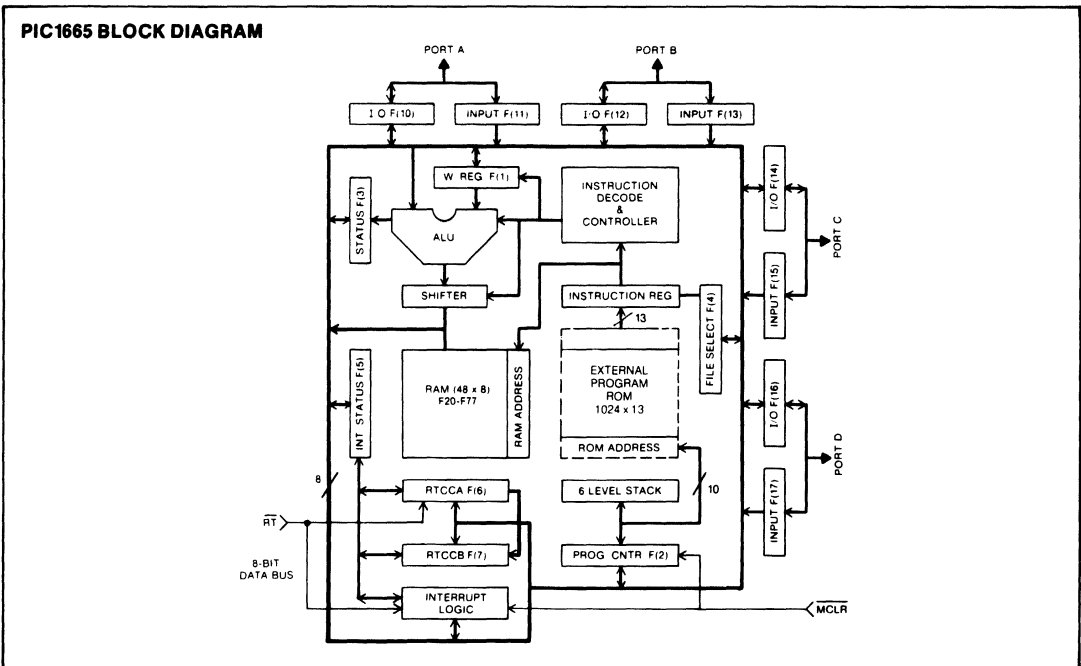 PIC1665 BLOCK DIAGRAM
PORT A
PORT B
I O F(10)
INPUT F(11)
I·O F(12)
INPUT F(13)
W REG F(1)
INSTRUCTION
DECODE
&
CONTROLLER
STATUS F(3)
ALU
I/O F(14)
PORT C
INPUT F(15)
SHIFTER
INSTRUCTION REG
FILE SELECT F(4)
13
INT STATUS F(5)
RAM (48 x 8)
F20-F77
RAM ADDRESS
EXTERNAL
PROGRAM
ROM
1024 x 13
ROM ADDRESS
I/O F(16)
PORT D
INPUT F(17)
8
RTCCA F(6)
6 LEVEL STACK
10
RT
RTCCB F(7)
PROG CNTR F(2)
8-BIT
DATA BUS
INTERRUPT
LOGIC
MCLR